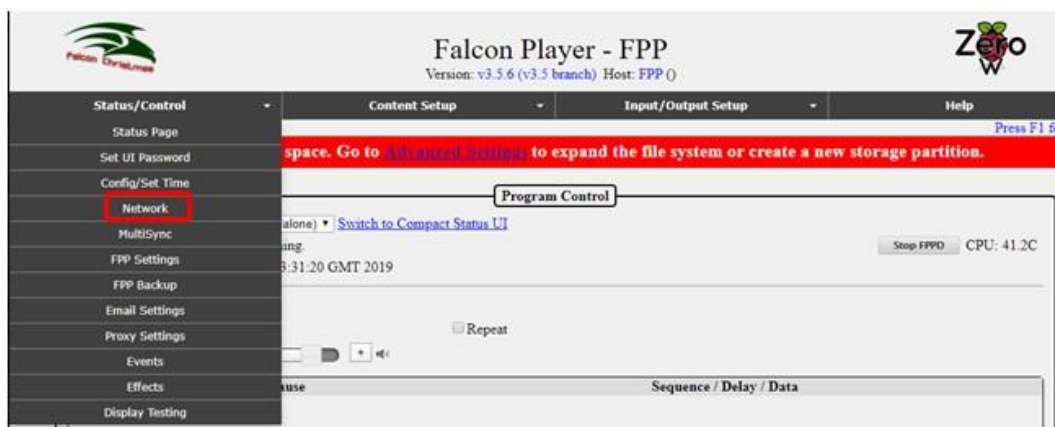 Falcon Christmas
Falcon Player - FPP
Version: v3.5.6 (v3.5 branch) Host: FPP ()
Zero
W
Status/Control
Content Setup
Input/Output Setup
Help
Press F1 f
Status Page
Set UI Password
Config/Set Time
Network
MultiSync
FPP Settings
FPP Backup
Email Settings
Proxy Settings
Events
Effects
Display Testing
space. Go to Advanced Settings to expand the file system or create a new storage partition.
Program Control
alone) Switch to Compact Status UI
ing.
Stop FPPD CPU: 41.2C
3:31:20 GMT 2019
Repeat
+
ause
Sequence / Delay / Data